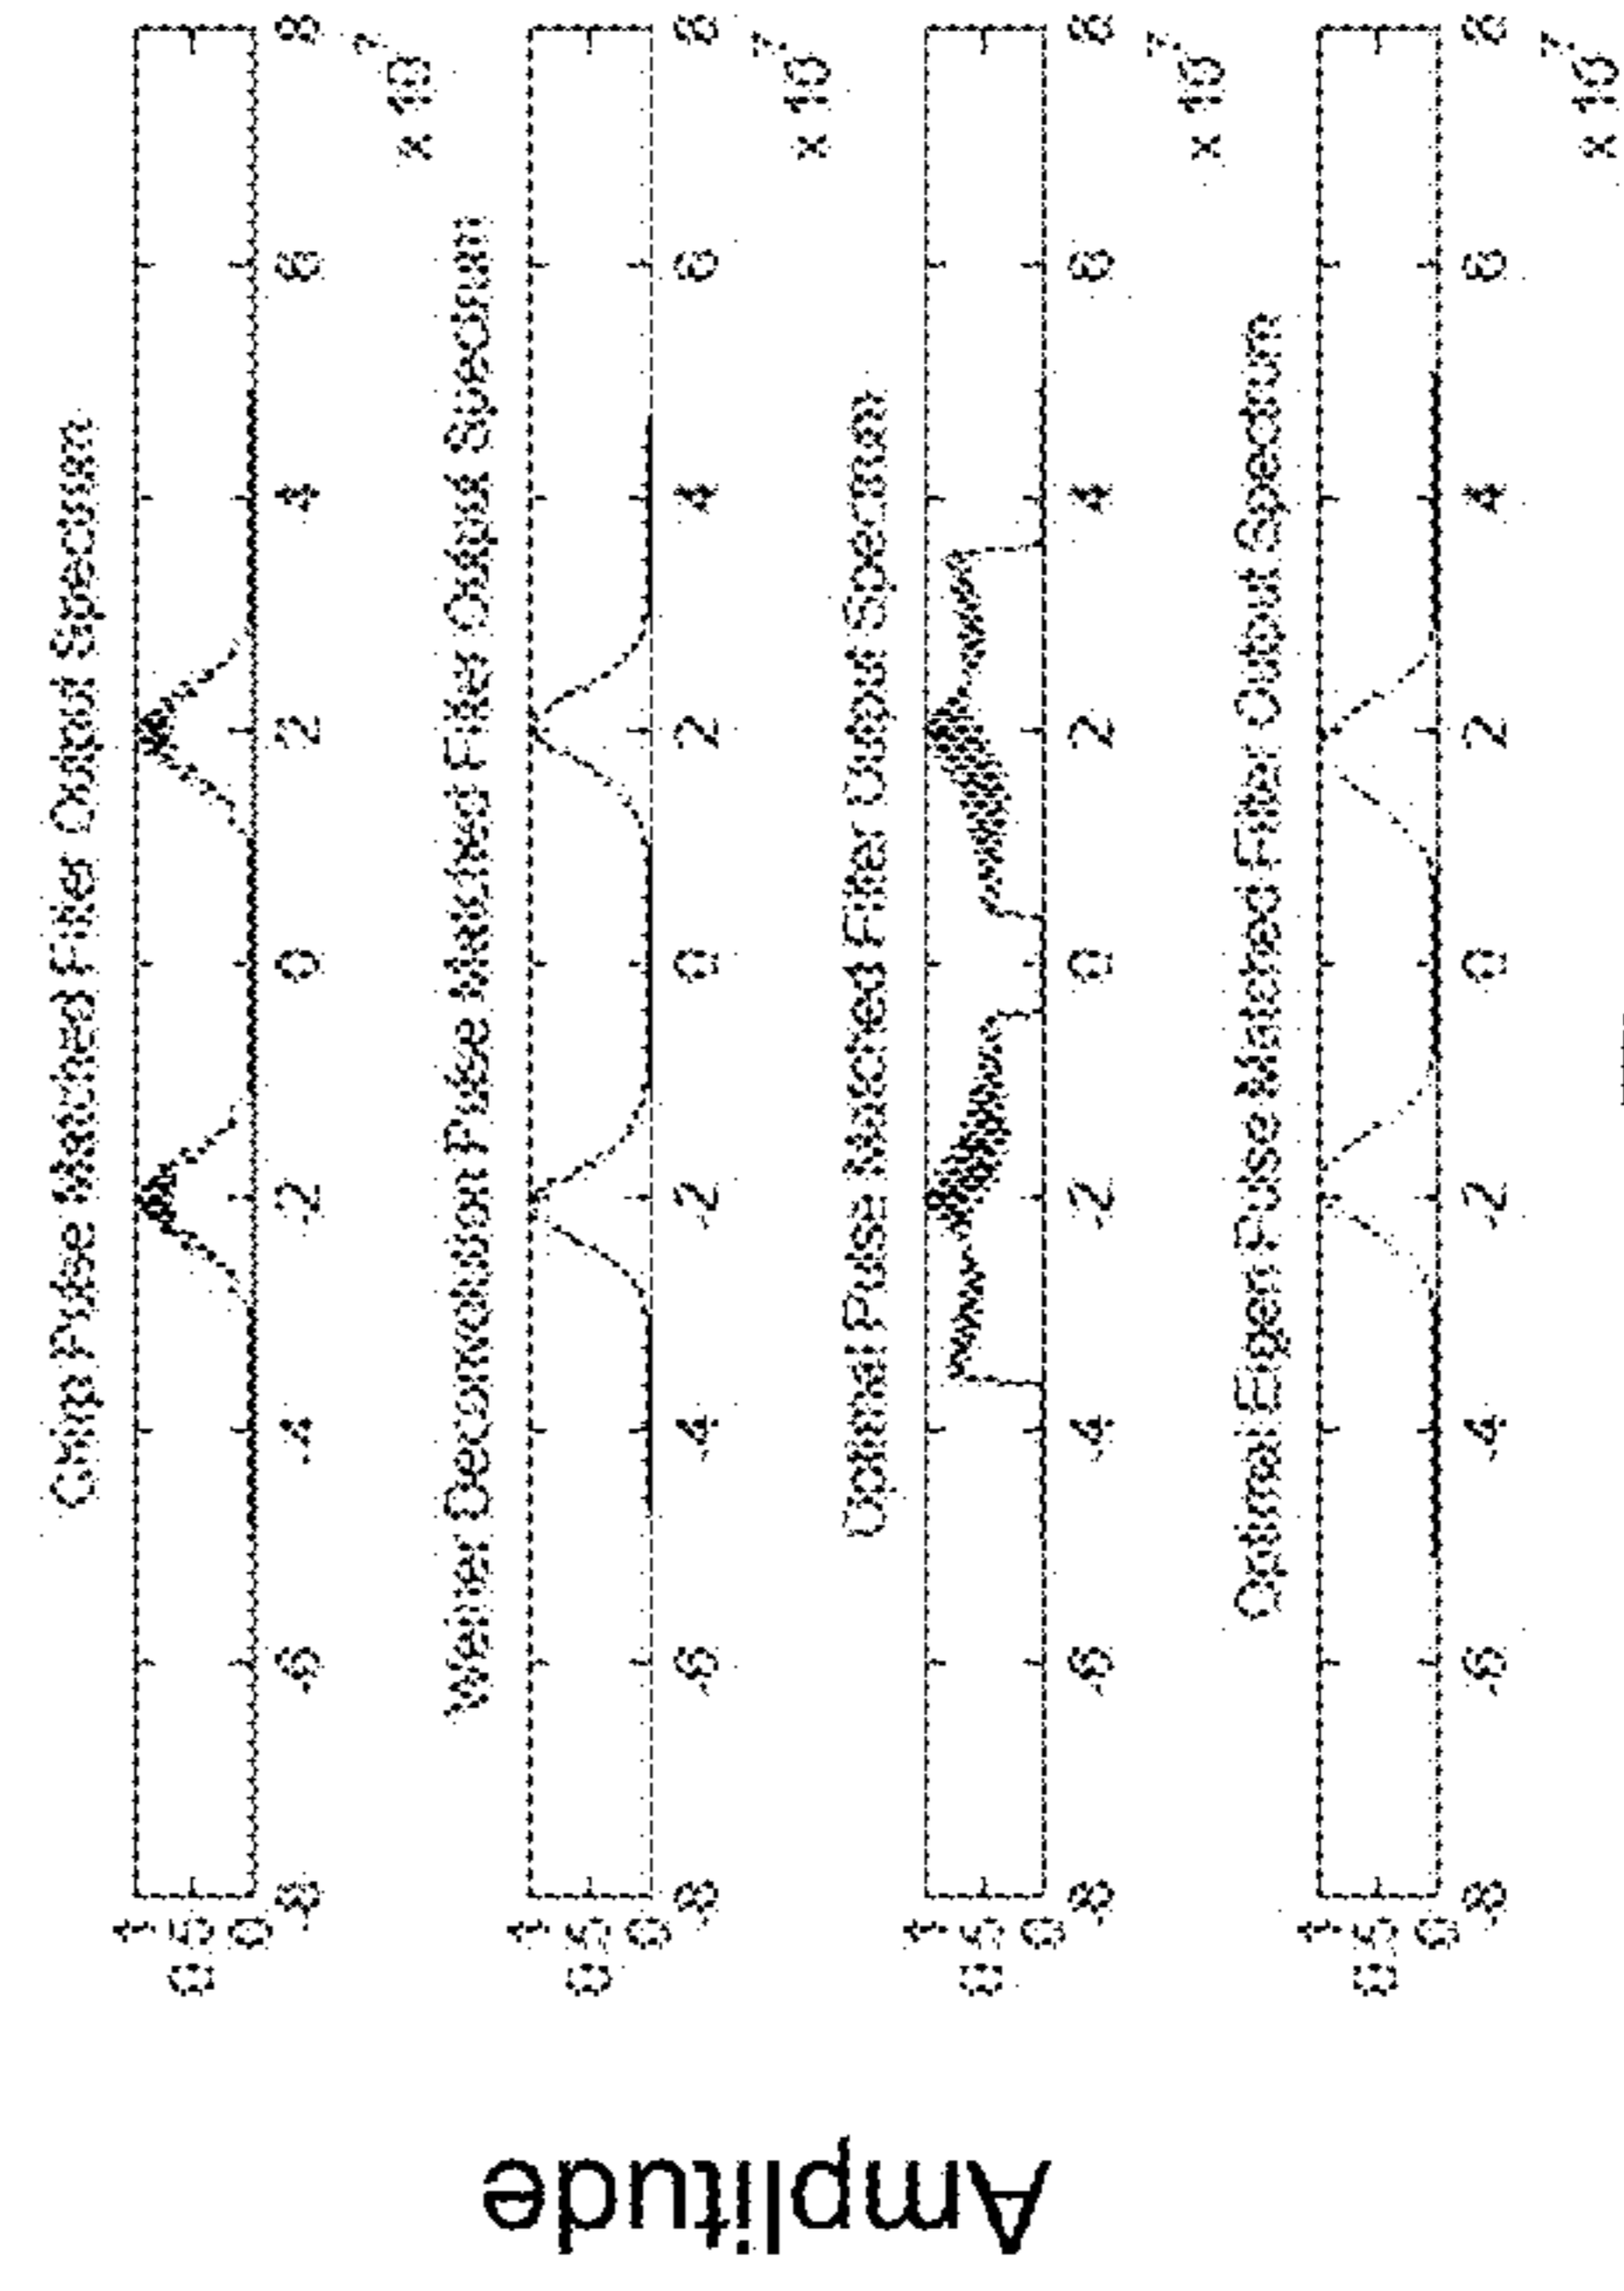 Chirp Pulse Matched Filter Output Spectrum
1
0.5
0
-8 -6 -4 -2 0 2 4 6 8
x 10^7
Weiner Deconvolution Pulse Matched Filter Output Spectrum
1
0.5
0
-8 -6 -4 -2 0 2 4 6 8
x 10^7
Optimal Pulse Matched Filter Output Spectrum
1
0.5
0
-8 -6 -4 -2 0 2 4 6 8
x 10^7
Optimal Eigen Pulse Matched Filter Output Spectrum
1
0.5
0
-8 -6 -4 -2 0 2 4 6 8
x 10^7
Amplitude